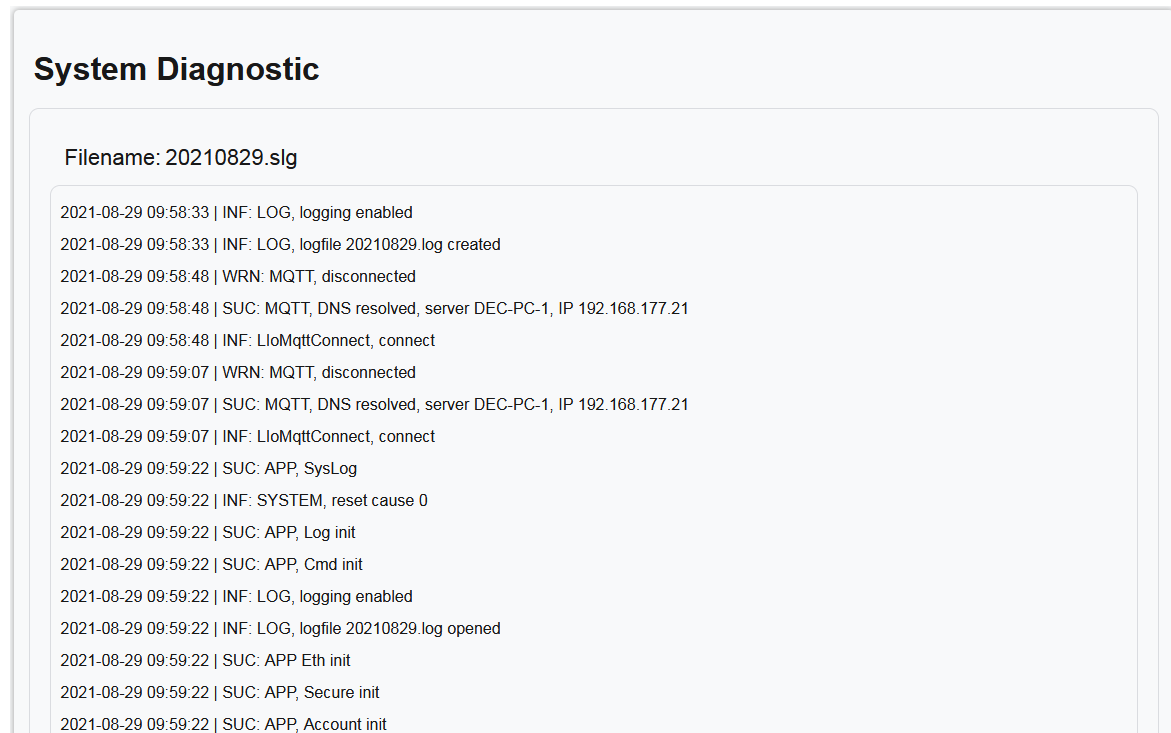 System Diagnostic
Filename: 20210829.slg
2021-08-29 09:58:33 | INF: LOG, logging enabled
2021-08-29 09:58:33 | INF: LOG, logfile 20210829.log created
2021-08-29 09:58:48 | WRN: MQTT, disconnected
2021-08-29 09:58:48 | SUC: MQTT, DNS resolved, server DEC-PC-1, IP 192.168.177.21
2021-08-29 09:58:48 | INF: LIoMqttConnect, connect
2021-08-29 09:59:07 | WRN: MQTT, disconnected
2021-08-29 09:59:07 | SUC: MQTT, DNS resolved, server DEC-PC-1, IP 192.168.177.21
2021-08-29 09:59:07 | INF: LIoMqttConnect, connect
2021-08-29 09:59:22 | SUC: APP, SysLog
2021-08-29 09:59:22 | INF: SYSTEM, reset cause 0
2021-08-29 09:59:22 | SUC: APP, Log init
2021-08-29 09:59:22 | SUC: APP, Cmd init
2021-08-29 09:59:22 | INF: LOG, logging enabled
2021-08-29 09:59:22 | INF: LOG, logfile 20210829.log opened
2021-08-29 09:59:22 | SUC: APP Eth init
2021-08-29 09:59:22 | SUC: APP, Secure init
2021-08-29 09:59:22 | SUC: APP, Account init